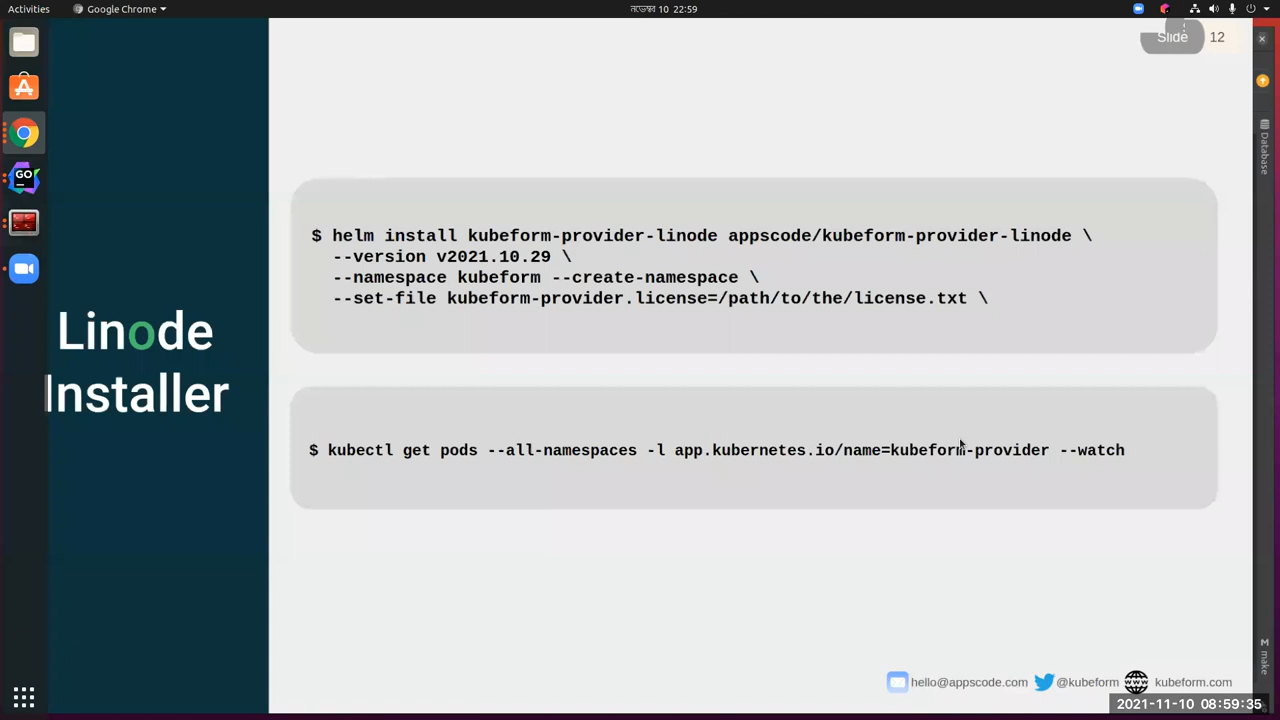 Activities
Google Chrome
নভেম্বর 10 22:59
Slide 12
Linode
Installer
$ helm install kubeform-provider-linode appscode/kubeform-provider-linode \
--version v2021.10.29 \
--namespace kubeform --create-namespace \
--set-file kubeform-provider.license=/path/to/the/license.txt \
$ kubectl get pods --all-namespaces -l app.kubernetes.io/name=kubeform-provider --watch
GO
Database
make
hello@appscode.com @kubeform kubeform.com
2021-11-10 08:59:35